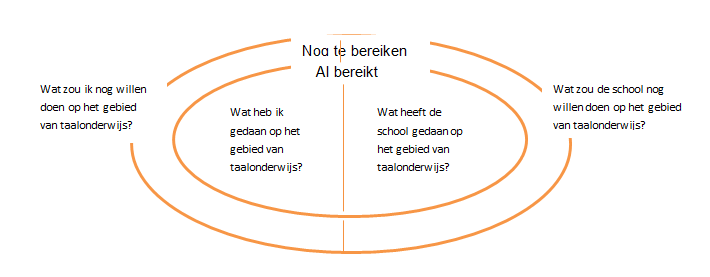 Nog te bereiken
Al bereikt
Wat zou ik nog willen
doen op het gebied
van taalonderwijs?
Wat heb ik
gedaan op het
gebied van
taalonderwijs?
Wat heeft de
school gedaan op
het gebied van
taalonderwijs?
Wat zou de school nog
willen doen op het gebied
van taalonderwijs?